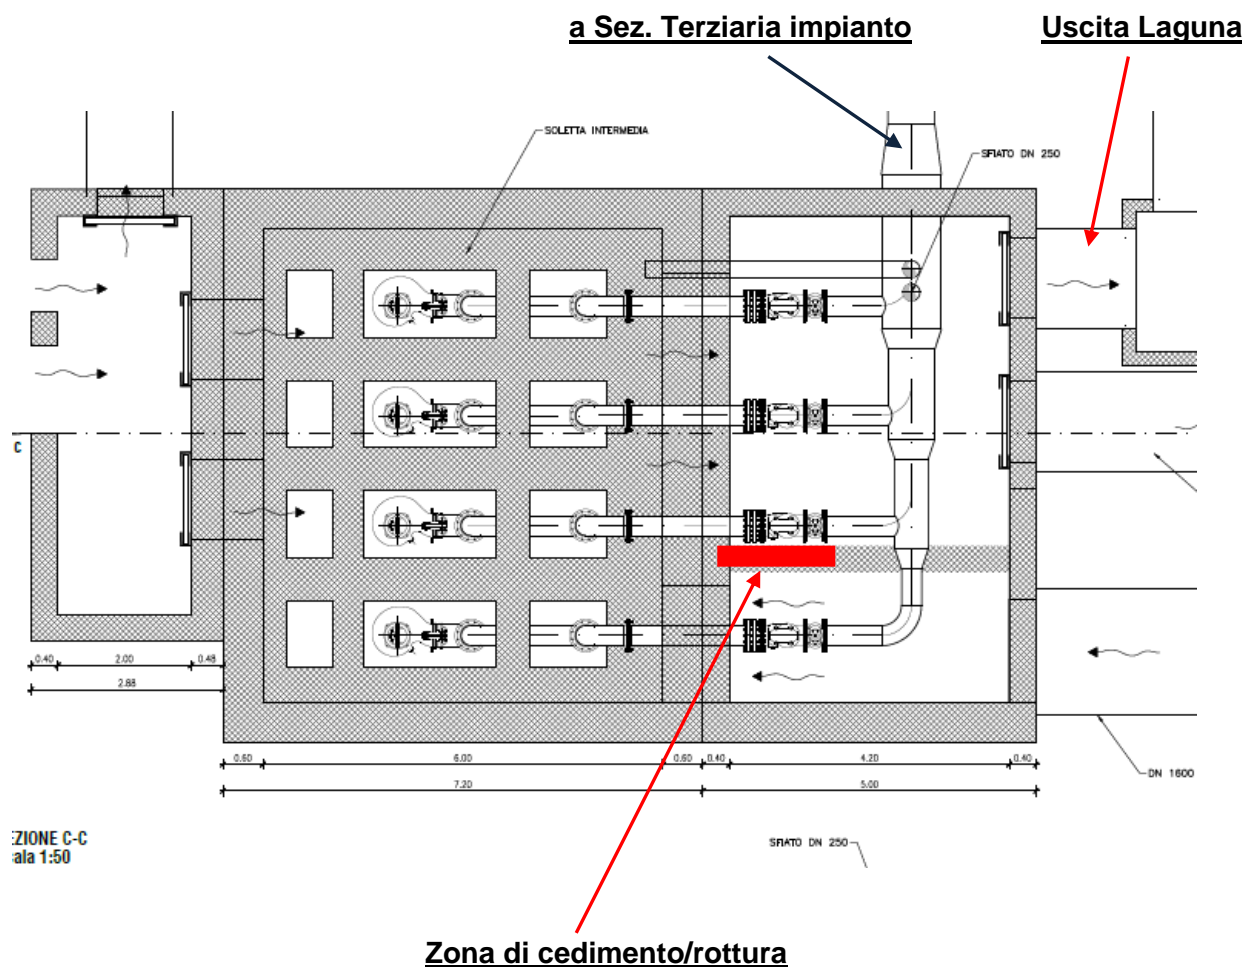 a Sez. Terziaria impianto
Uscita Laguna
SOLETTA INTERMEDIA
SFIATO DN 250
C
0.40
2.00
0.48
2.88
0.60
6.00
0.60
0.40
4.20
0.40
7.20
5.00
DN 1600
EZIONE C-C
ala 1:50
SFIATO DN 250
Zona di cedimento/rottura